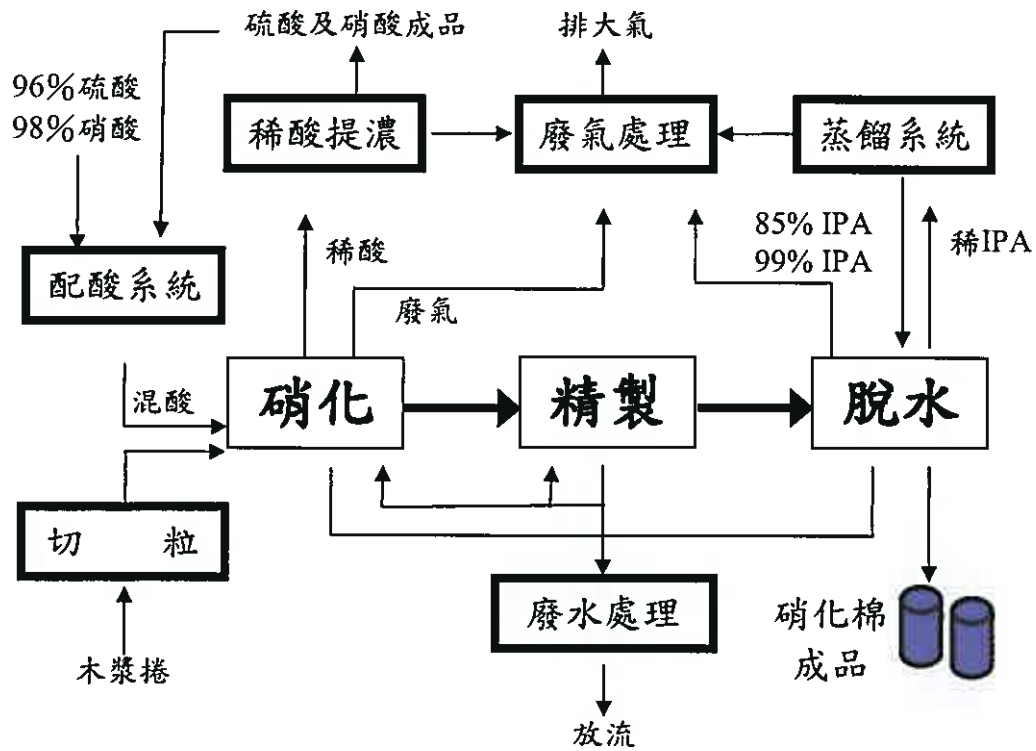 硫酸及硝酸成品
排大氣
96%硫酸
98%硝酸
稀酸提濃
廢氣處理
蒸餾系統
85% IPA
99% IPA
稀IPA
配酸系統
稀酸
廢氣
混酸
硝化
精製
脫水
切 粒
廢水處理
木漿捲
硝化棉
成品
放流